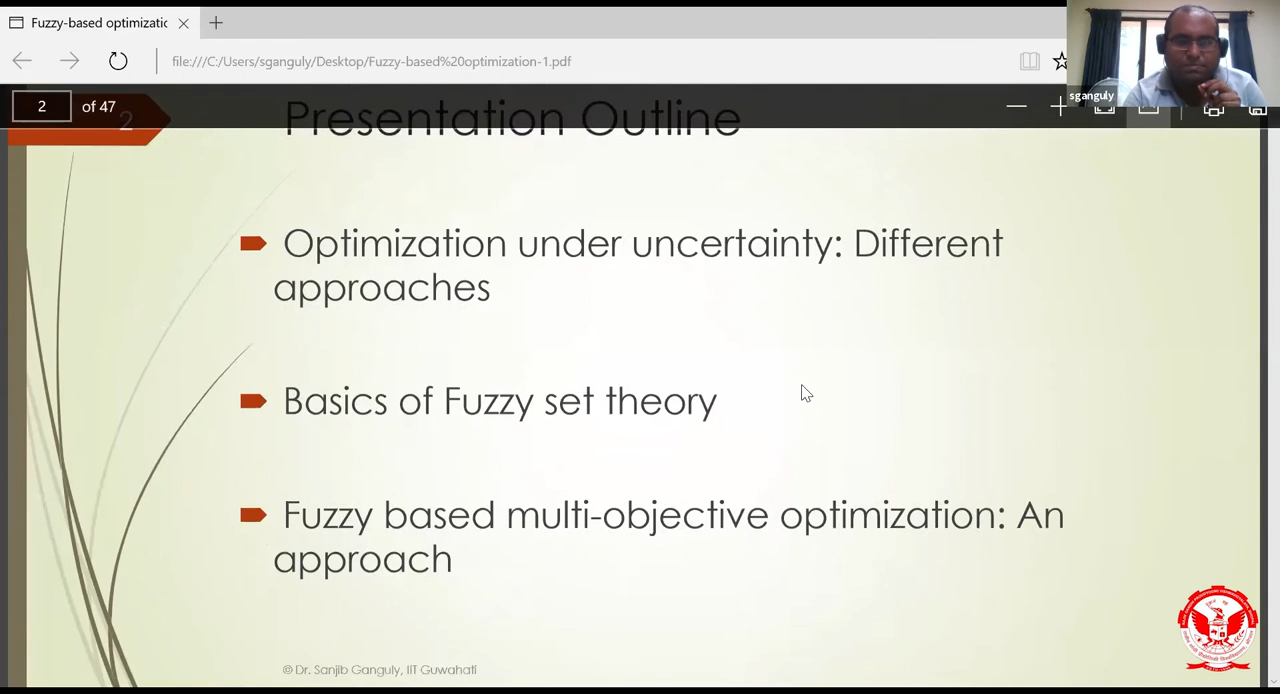 Fuzzy-based optimizatic
file:///C:/Users/sganguly/Desktop/Fuzzy-based%20optimization-1.pdf
sganguly
2 of 47
2
Presentation Outline
Optimization under uncertainty: Different
approaches
Basics of Fuzzy set theory
Fuzzy based multi-objective optimization: An
approach
© Dr. Sanjib Ganguly, IIT Guwahati